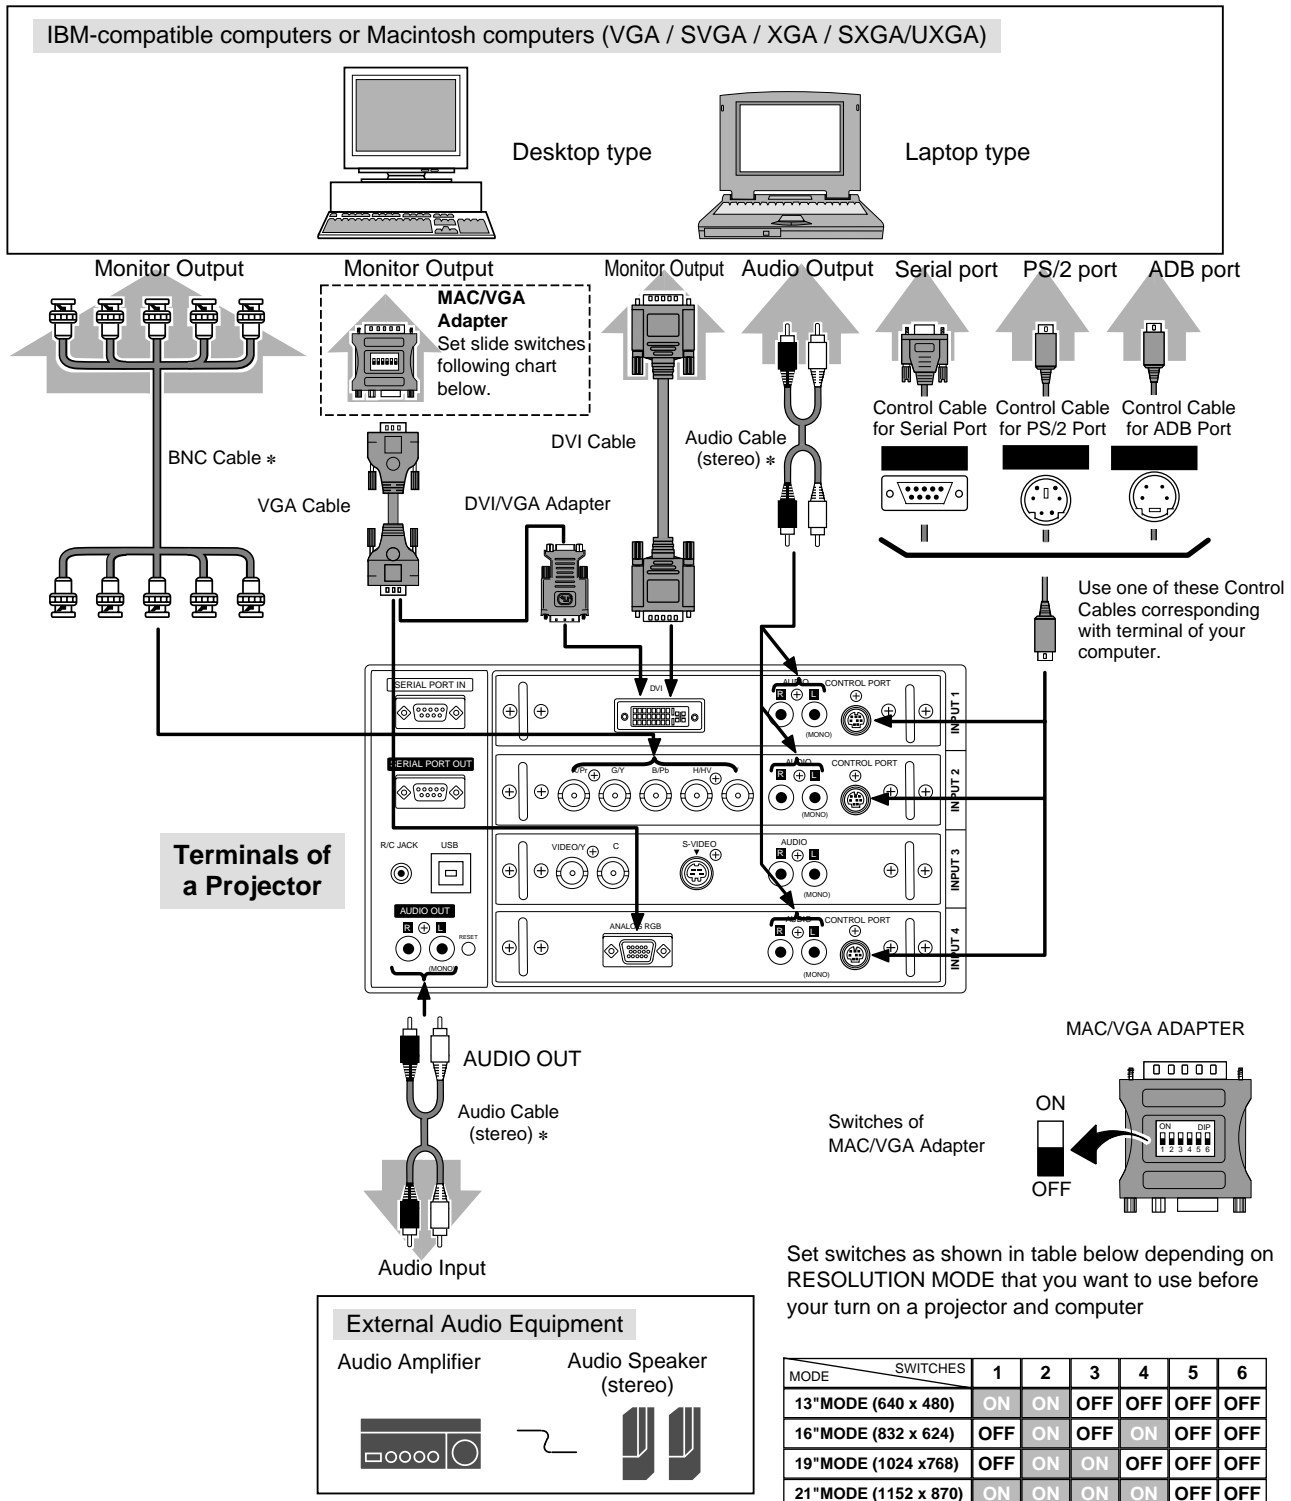 IBM-compatible computers or Macintosh computers (VGA / SVGA / XGA / SXGA/UXGA)
Desktop type
Laptop type
Monitor Output
Monitor Output
Monitor Output
Audio Output
Serial port
PS/2 port
ADB port
MAC/VGA
Adapter
Set slide switches
following chart
below.
Control Cable
for Serial Port
Control Cable
for PS/2 Port
Control Cable
for ADB Port
BNC Cable *
VGA Cable
DVI/VGA Adapter
DVI Cable
Audio Cable
(stereo) *
Use one of these Control
Cables corresponding
with terminal of your
computer.
Terminals of
a Projector
SERIAL PORT IN
SERIAL PORT OUT
R/C JACK
USB
AUDIO OUT
R L
RESET
(MONO)
DVI
AUDIO
R L
(MONO)
CONTROL PORT
INPUT 1
G/Y
B/Pb
H/HV
V
AUDIO
R L
(MONO)
CONTROL PORT
INPUT 2
VIDEO/Y
C
S-VIDEO
AUDIO
R L
(MONO)
INPUT 3
ANALOG RGB
AUDIO
R L
(MONO)
CONTROL PORT
INPUT 4
AUDIO OUT
Audio Cable
(stereo) *
Audio Input
External Audio Equipment
Audio Amplifier
Audio Speaker
(stereo)
MAC/VGA ADAPTER
Switches of
MAC/VGA Adapter
ON
OFF
ON DIP
1 2 3 4 5 6
Set switches as shown in table below depending on
RESOLUTION MODE that you want to use before
your turn on a projector and computer
MODE SWITCHES 1 2 3 4 5 6
13"MODE (640 x 480) ON ON OFF OFF OFF OFF
16"MODE (832 x 624) OFF ON OFF ON OFF OFF
19"MODE (1024 x768) OFF ON ON OFF OFF OFF
21"MODE (1152 x 870) ON ON ON ON OFF OFF